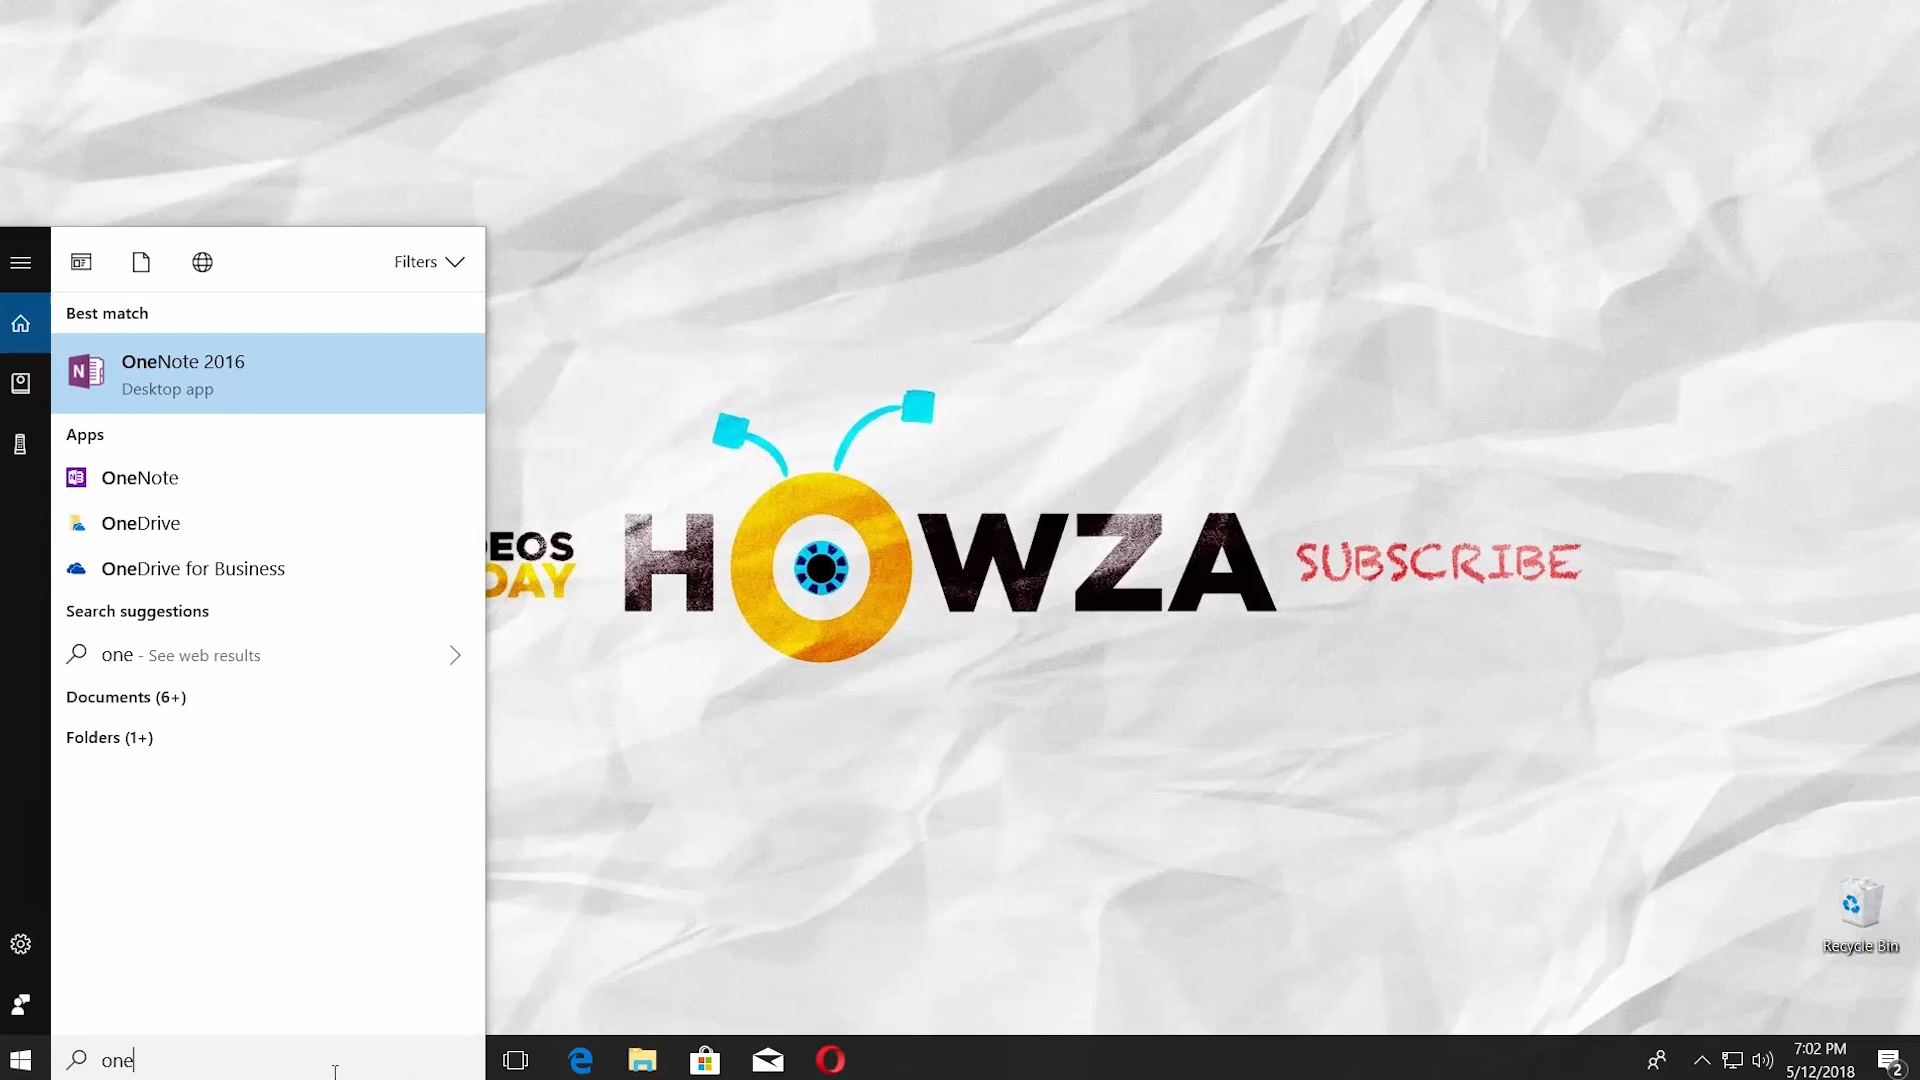 Filters
Best match
OneNote 2016
Desktop app
Apps
OneNote
OneDrive
OneDrive for Business
Search suggestions
one - See web results
Documents (6+)
Folders (1+)
HOWZA
SUBSCRIBE
DAY
Recycle Bin
one
7:02 PM
5/12/2018
2